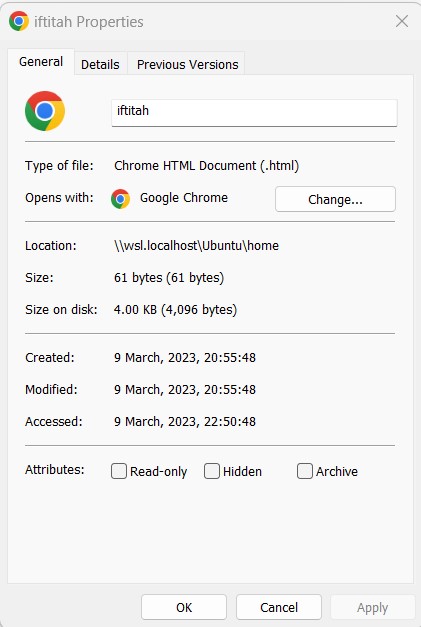 iftitah Properties
General Details Previous Versions
iftitah
Type of file: Chrome HTML Document (.html)
Opens with: Google Chrome Change...
Location: \\wsl.localhost\Ubuntu\home
Size: 61 bytes (61 bytes)
Size on disk: 4.00 KB (4,096 bytes)
Created: 9 March, 2023, 20:55:48
Modified: 9 March, 2023, 20:55:48
Accessed: 9 March, 2023, 22:50:48
Attributes: Read-only Hidden Archive
OK Cancel Apply